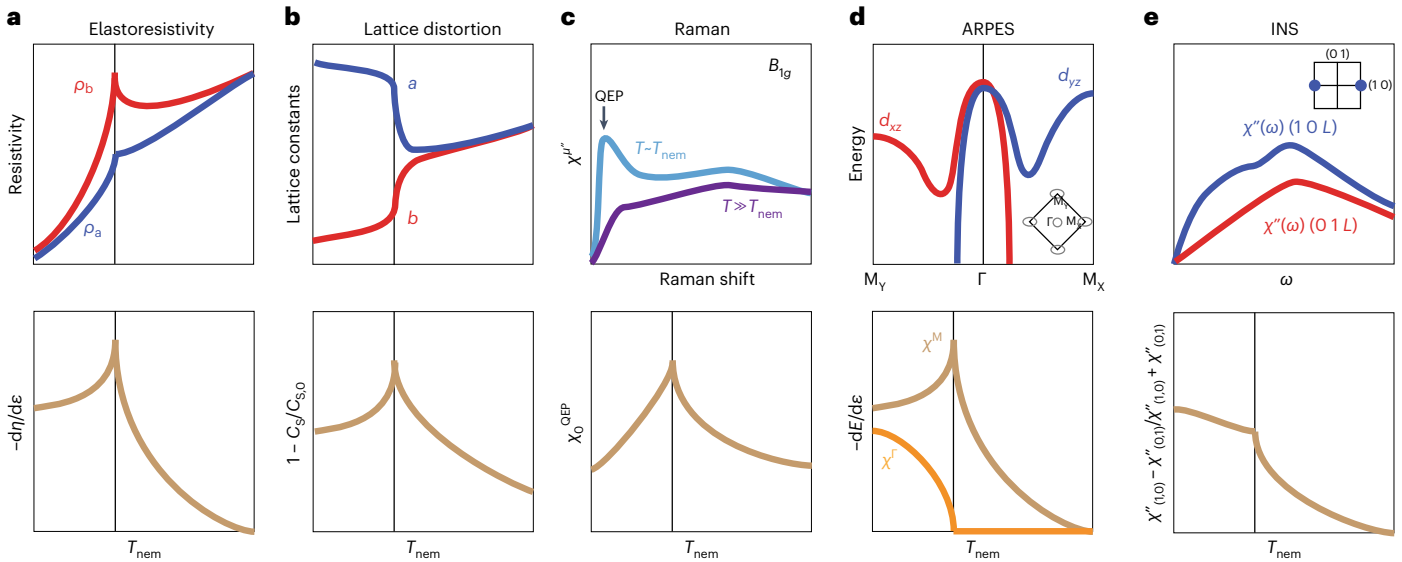 a
Elastoresistivity
Resistivity
ρb
ρa
b
Lattice distortion
Lattice constants
a
b
c
Raman
B1g
QEP
χμ″
T~Tnem
T≫Tnem
Raman shift
d
ARPES
Energy
dxz
dyz
MY
Γ
MX
MY
Γ
MX
e
INS
(0 1)
(1 0)
χ″(ω) (1 0 L)
χ″(ω) (0 1 L)
ω
−dη/dε
Tnem
1 − CS/CS,0
Tnem
χ0QEP
Tnem
−dE/dε
χM
χΓ
Tnem
χ″(1,0) − χ″(0,1)/χ″(1,0) + χ″(0,1)
Tnem